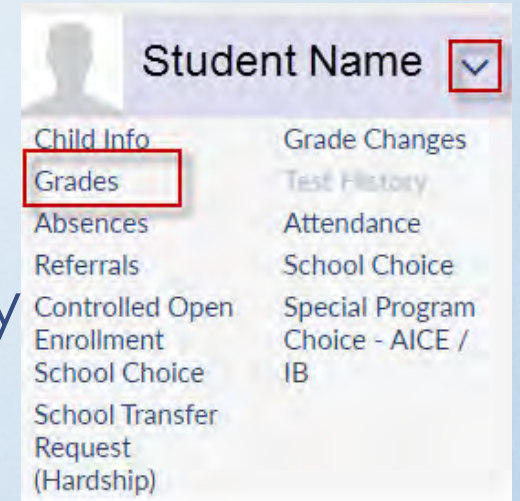 Student Name
Child Info
Grades
Absences
Referrals
Controlled Open
Enrollment
School Choice
School Transfer
Request
(Hardship)
Grade Changes
Test History
Attendance
School Choice
Special Program
Choice - AICE /
IB
y